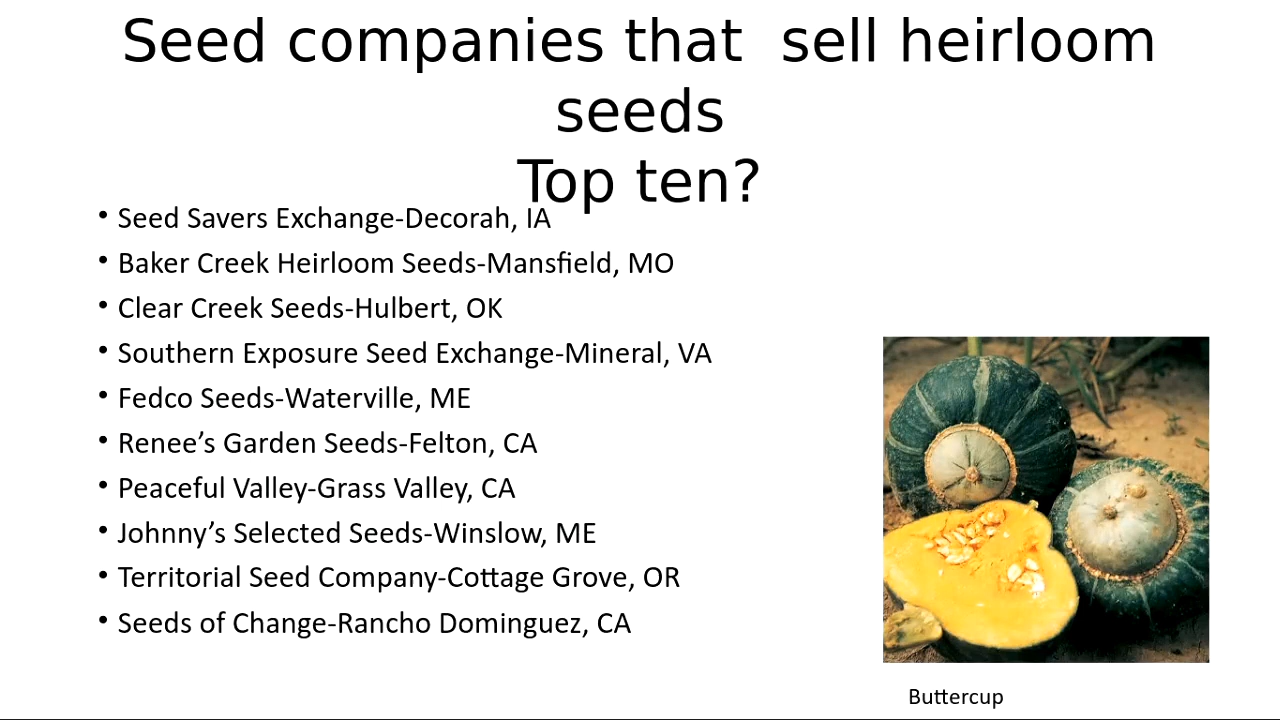 Seed companies that  sell heirloom
seeds
Top ten?
• Seed Savers Exchange-Decorah, IA
• Baker Creek Heirloom Seeds-Mansfield, MO
• Clear Creek Seeds-Hulbert, OK
• Southern Exposure Seed Exchange-Mineral, VA
• Fedco Seeds-Waterville, ME
• Renee’s Garden Seeds-Felton, CA
• Peaceful Valley-Grass Valley, CA
• Johnny’s Selected Seeds-Winslow, ME
• Territorial Seed Company-Cottage Grove, OR
• Seeds of Change-Rancho Dominguez, CA
Buttercup